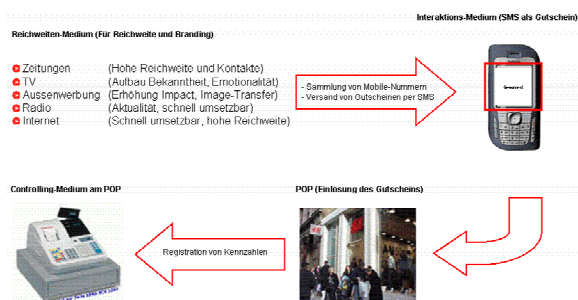 Interaktions-Medium (SMS als Gutschein)
Reichweiten-Medium (Für Reichweite und Branding)
Zeitungen (Hohe Reichweite und Kontakte)
TV (Aufbau Bekanntheit, Emotionalität)
Aussenwerbung (Erhöhung Impact, Image-Transfer)
Radio (Aktualität, schnell umsetzbar)
Internet (Schnell umsetzbar, hohe Reichweite)
- Sammlung von Mobile-Nummern
- Versand von Gutscheinen per SMS
Controlling-Medium am POP
POP (Einlösung des Gutscheins)
Registration von Kennzahlen
H&M